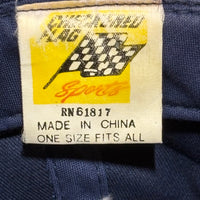 CHECKERED
FLAG
Sports
RN61817
MADE IN CHINA
ONE SIZE FITS ALL